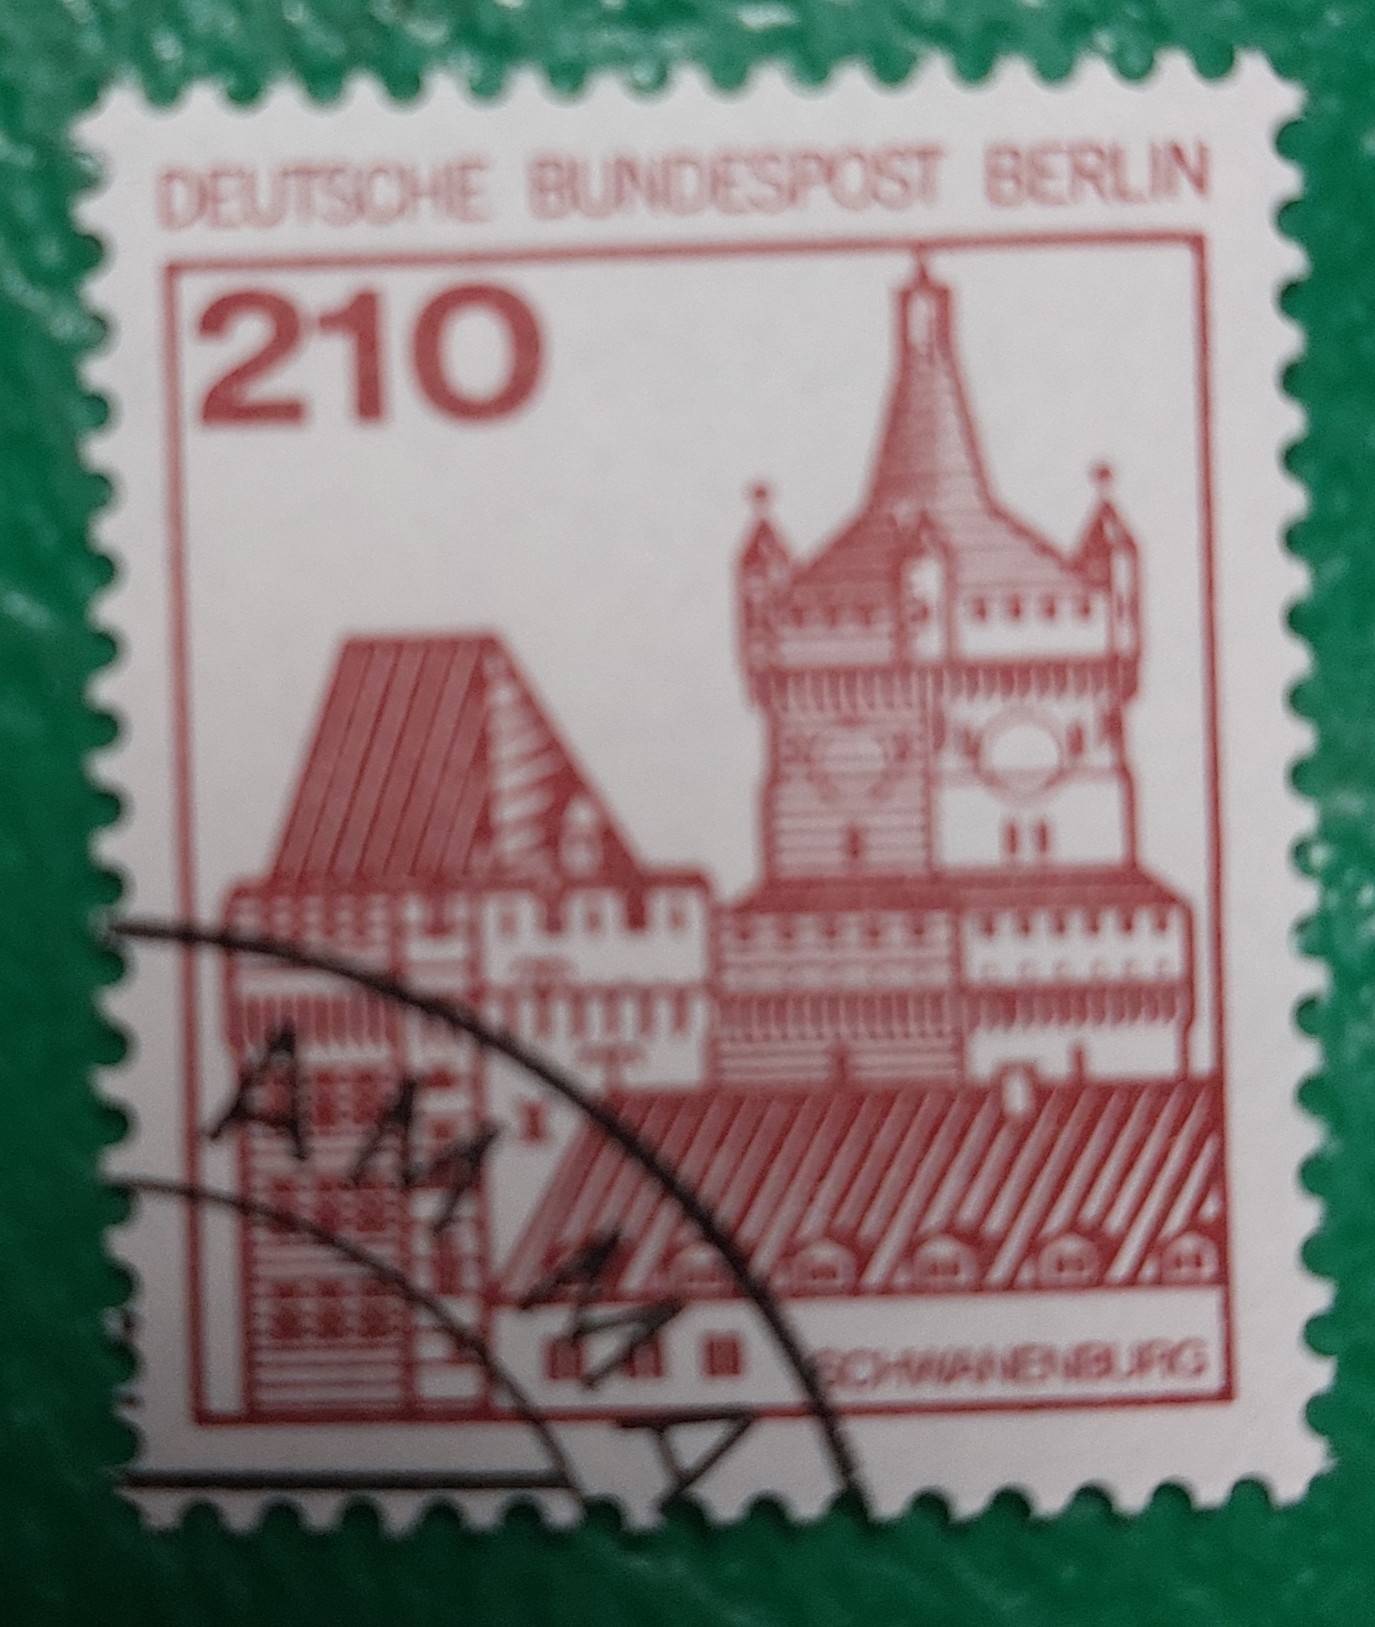 DEUTSCHE BUNDESPOST BERLIN
210
SCHWANENBURG